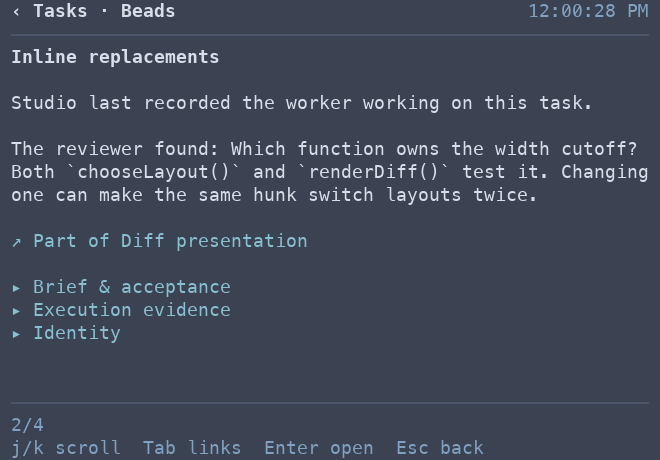 ‹ Tasks · Beads 12:00:28 PM
Inline replacements
Studio last recorded the worker working on this task.
The reviewer found: Which function owns the width cutoff?
Both `chooseLayout()` and `renderDiff()` test it. Changing
one can make the same hunk switch layouts twice.
↗ Part of Diff presentation
▸ Brief & acceptance
▸ Execution evidence
▸ Identity
2/4
j/k scroll  Tab links  Enter open  Esc back